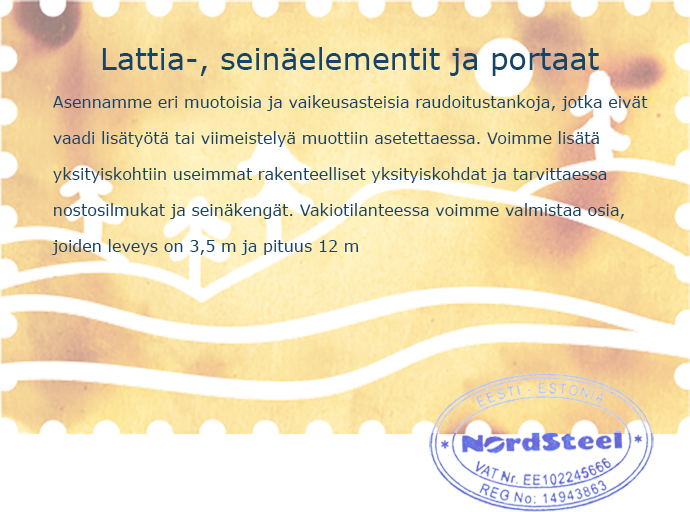 Lattia-, seinäelementit ja portaat
Asennamme eri muotoisia ja vaikeusasteisia raudoitustankoja, jotka eivät
vaadi lisätyötä tai viimeistelyä muottiin asetettaessa. Voimme lisätä
yksityiskohtiin useimmat rakenteelliset yksityiskohdat ja tarvittaessa
nostosilmukat ja seinäkengät. Vakiotilanteessa voimme valmistaa osia,
joiden leveys on 3,5 m ja pituus 12 m
EESTI - ESTONIA
* NordSteel *
VAT Nr. EE102245666
REG No: 14943863